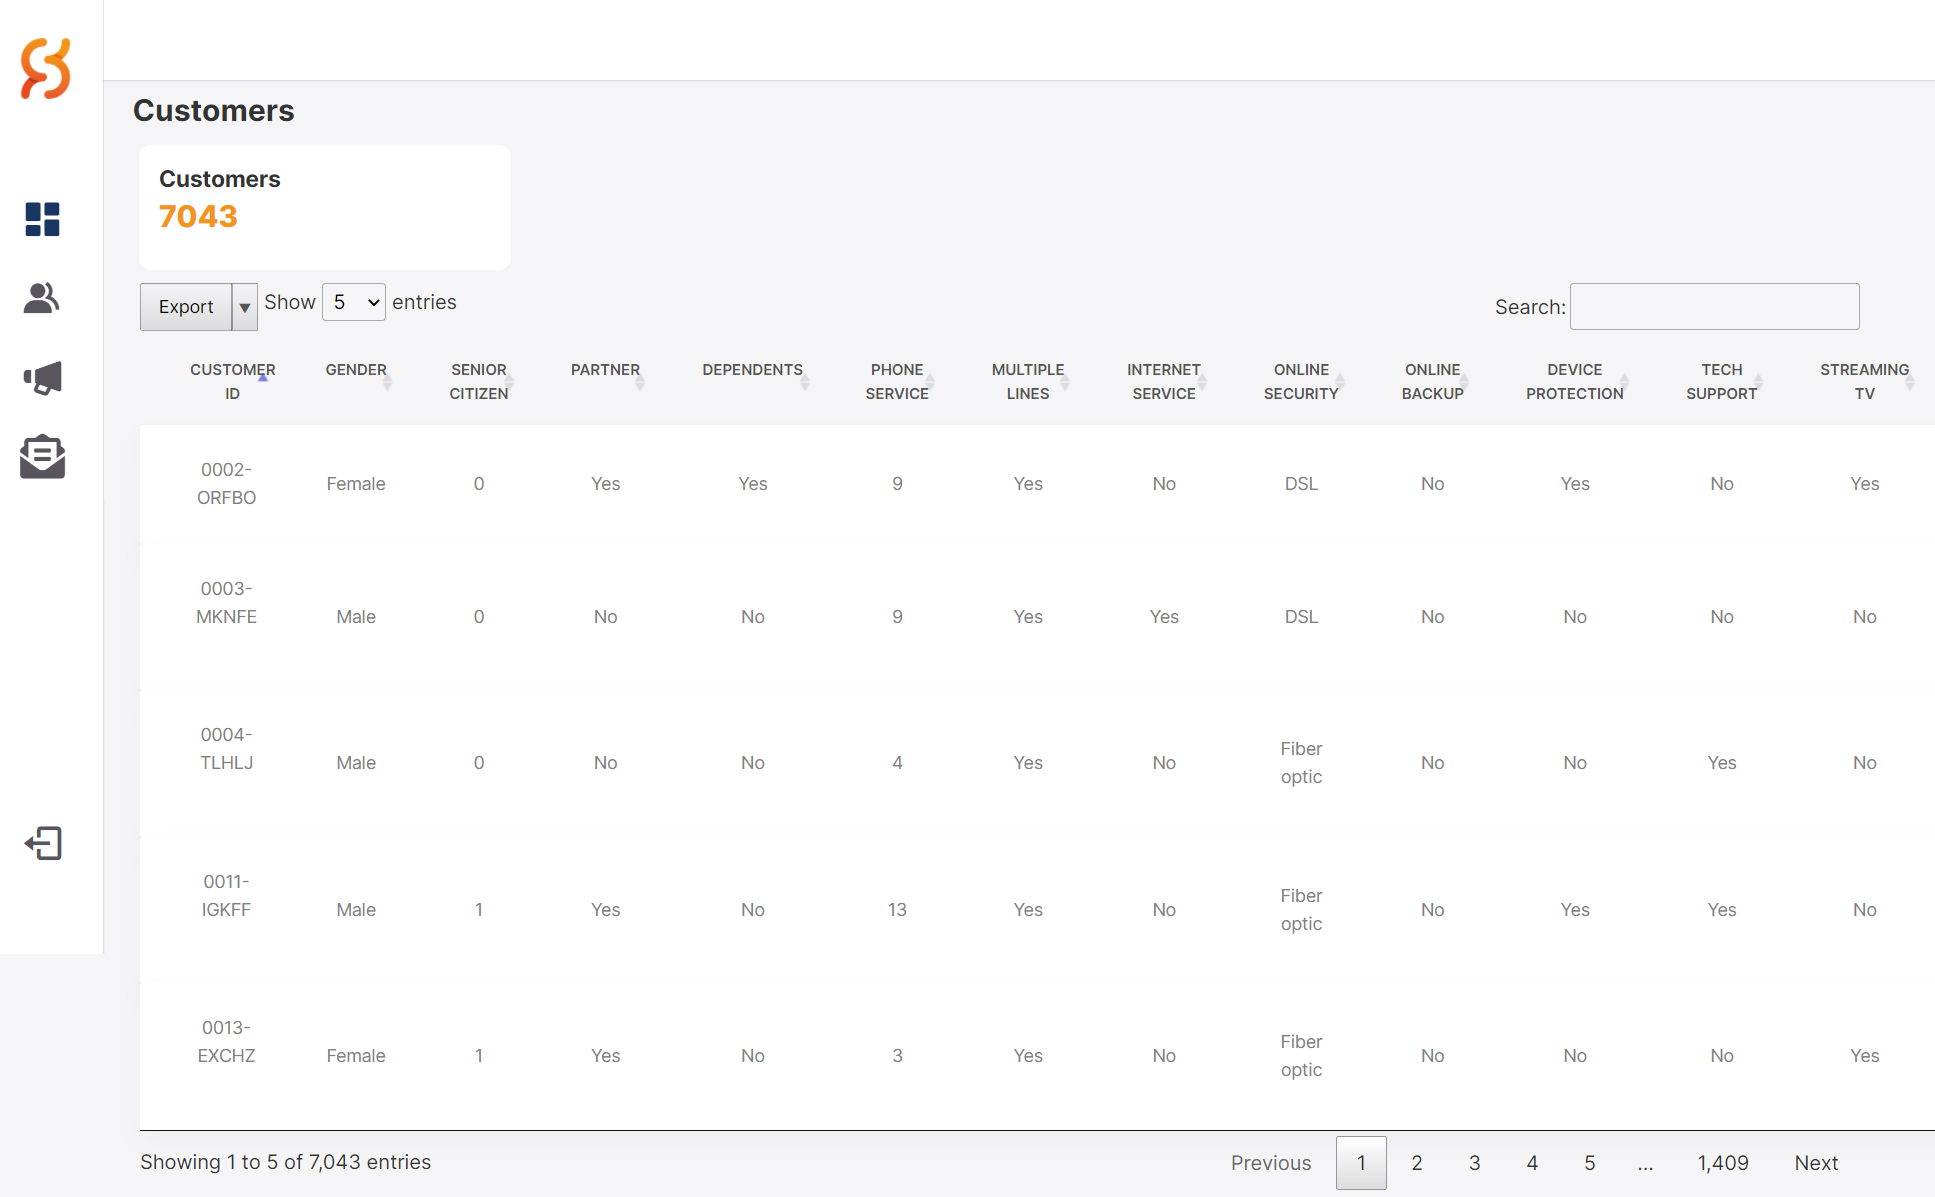 Customers
Customers
7043
Export ▼ Show 5 entries Search:
CUSTOMER ID GENDER SENIOR CITIZEN PARTNER DEPENDENTS PHONE SERVICE MULTIPLE LINES INTERNET SERVICE ONLINE SECURITY ONLINE BACKUP DEVICE PROTECTION TECH SUPPORT STREAMING TV
0002-ORFBO Female 0 Yes Yes 9 Yes No DSL No Yes No Yes
0003-MKNFE Male 0 No No 9 Yes Yes DSL No No No No
0004-TLHLJ Male 0 No No 4 Yes No Fiber optic No No Yes No
0011-IGKFF Male 1 Yes No 13 Yes No Fiber optic No Yes Yes No
0013-EXCHZ Female 1 Yes No 3 Yes No Fiber optic No No No Yes
Showing 1 to 5 of 7,043 entries Previous 1 2 3 4 5 ... 1,409 Next